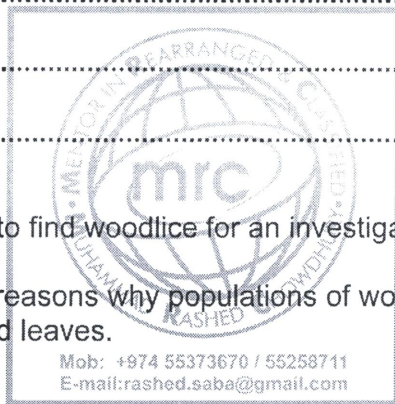 MENTOR IN REARRANGED & CLASSIFIED
mrc
to find woodlice for an investiga
MUHAMMAD RASHED CHOWDHURY
reasons why populations of wo
d leaves.
Mob: +974 55373670 / 55258711
E-mail:rashed.saba@gmail.com